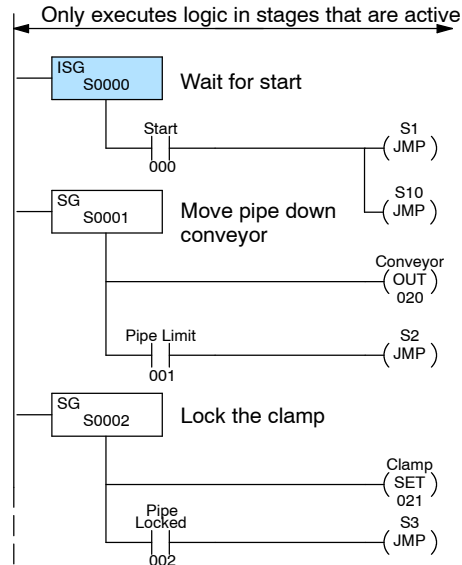 Only executes logic in stages that are active
ISG
S0000
Wait for start
Start
000
S1
JMP
S10
JMP
SG
S0001
Move pipe down
conveyor
Conveyor
OUT
020
Pipe Limit
001
S2
JMP
SG
S0002
Lock the clamp
Clamp
SET
021
Pipe
Locked
002
S3
JMP